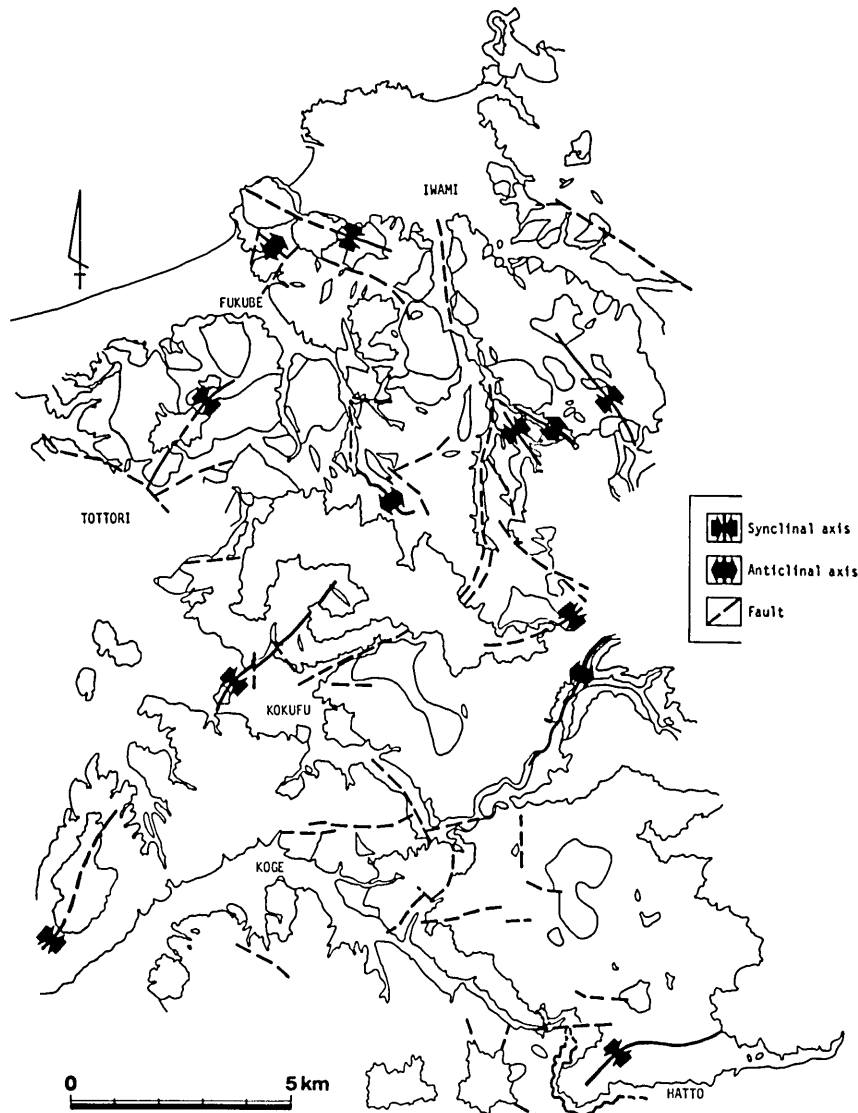 IWAMI
FUKUBE
TOTTORI
Synclinal axis
Anticlinal axis
Fault
KOKUFU
KOGE
HATTO
0 5 km